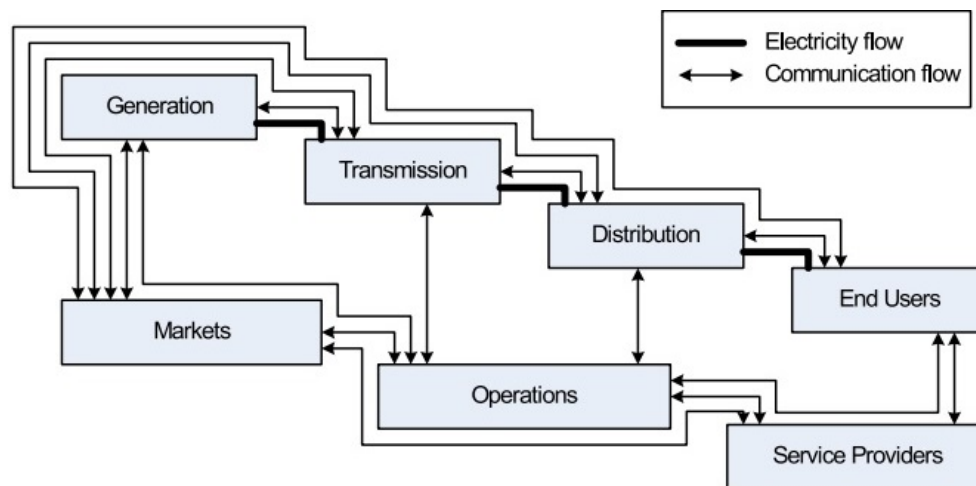 Electricity flow
Communication flow
Generation
Transmission
Distribution
End Users
Markets
Operations
Service Providers